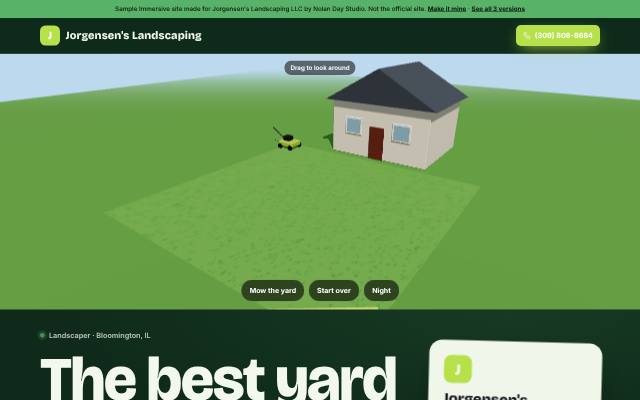 Sample Immersive site made for Jorgensen's Landscaping LLC by Nolan Day Studio. Not the official site. Make it mine · See all 3 versions
J Jorgensen's Landscaping
(309) 808-8684
Drag to look around
Mow the yard Start over Night
Landscaper · Bloomington, IL
The best yard
J
Jorgensen's